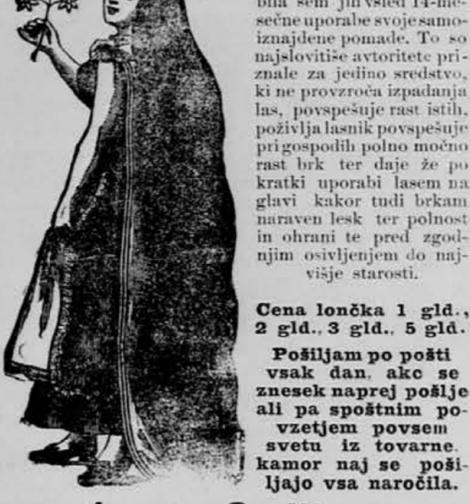 bila sem jih vsled 14-me-
sečne uporabe svoje samo-
iznajdene pomade. To so
najslovitiše avtoritete pri-
znale za jedino sredstvo,
ki ne provzroča izpadanja
las, povspešuje rast istih,
poživlja lasnik povspešuje
pri gospodih polno močno
rast brk ter daje že po
kratki uporabi lasem na
glavi kakor tudi brkam
naraven lesk ter polnost
in ohrani te pred zgod-
njim osivljenjem do naj-
višje starosti.
Cena lončka 1 gld.,
2 gld., 3 gld., 5 gld.
Pošiljam po pošti
vsak dan, ako se
znesek naprej pošlje
ali pa spoštnim po-
vzetjem povsem
svetu iz tovarne,
kamor naj se poši-
ljajo vsa naročila.